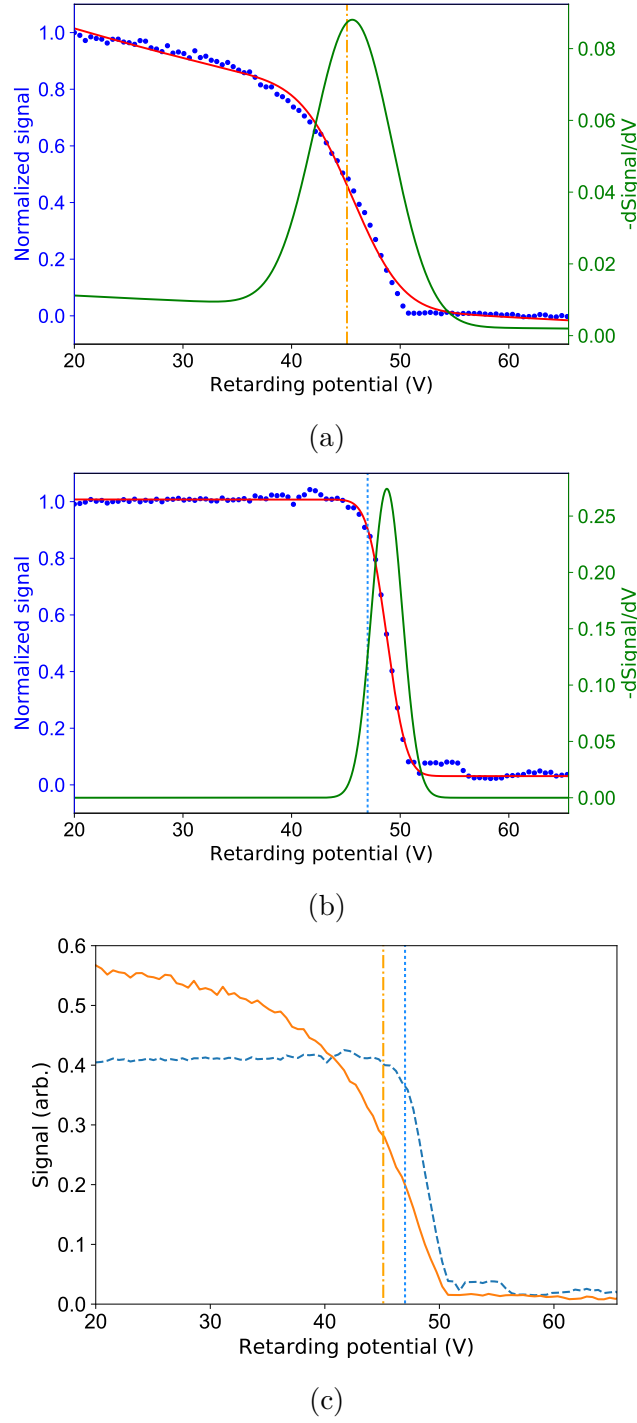 1.0
0.8
0.6
0.4
0.2
0.0
Normalized signal
0.08
0.06
0.04
0.02
0.00
-dSignal/dV
20 30 40 50 60
Retarding potential (V)
(a)
1.0
0.8
0.6
0.4
0.2
0.0
Normalized signal
0.25
0.20
0.15
0.10
0.05
0.00
-dSignal/dV
20 30 40 50 60
Retarding potential (V)
(b)
0.6
0.5
0.4
0.3
0.2
0.1
0.0
Signal (arb.)
20 30 40 50 60
Retarding potential (V)
(c)